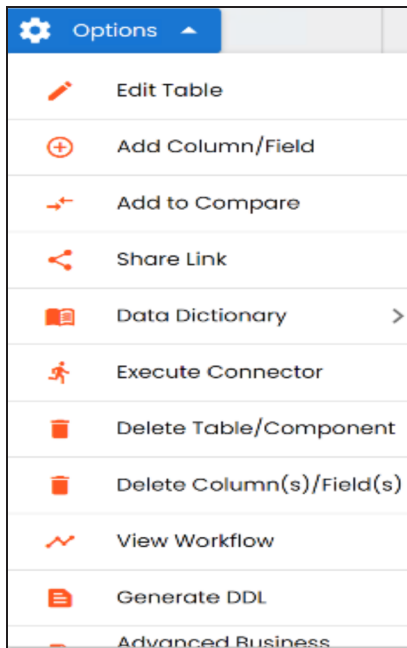 Options
Edit Table
Add Column/Field
Add to Compare
Share Link
Data Dictionary
Execute Connector
Delete Table/Component
Delete Column(s)/Field(s)
View Workflow
Generate DDL
Advanced Business